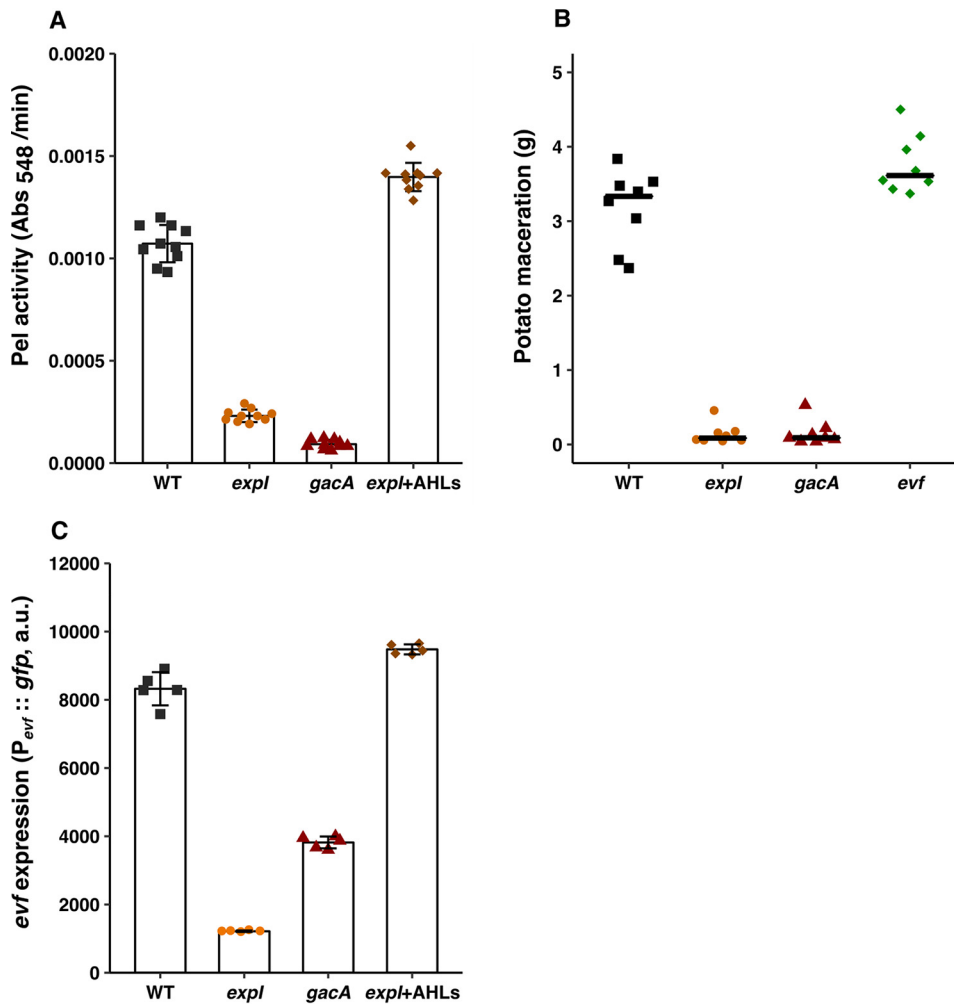 A
Pel activity (Abs 548/min)
0.0020
0.0015
0.0010
0.0005
0.0000
WT
expI
gacA
expI+AHLs
B
Potato maceration (g)
5
4
3
2
1
0
WT
expI
gacA
evf
C
evf expression (Pevf :: gfp, a.u.)
12000
10000
8000
6000
4000
2000
0
WT
expI
gacA
expI+AHLs